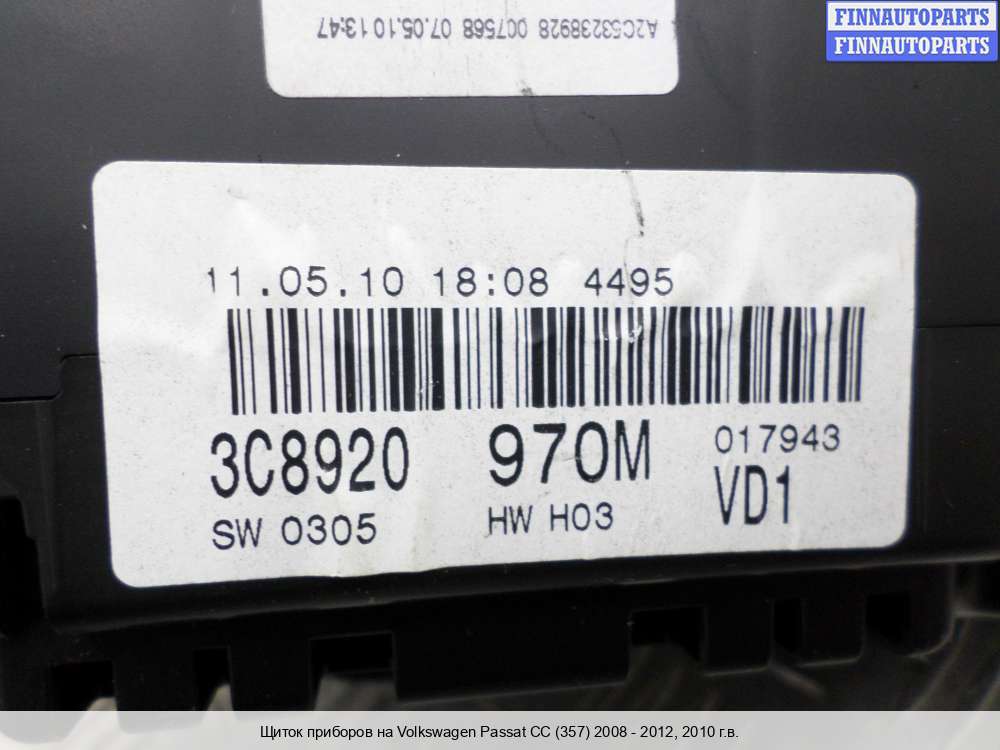 FINNAUTOPARTS
FINNAUTOPARTS
A2C53238928 007568 07.05.10 13:47
11.05.10 18:08 4495
3C8920 970M 017943
VD1
SW 0305 HW H03
Щиток приборов на Volkswagen Passat CC (357) 2008 - 2012, 2010 г.в.